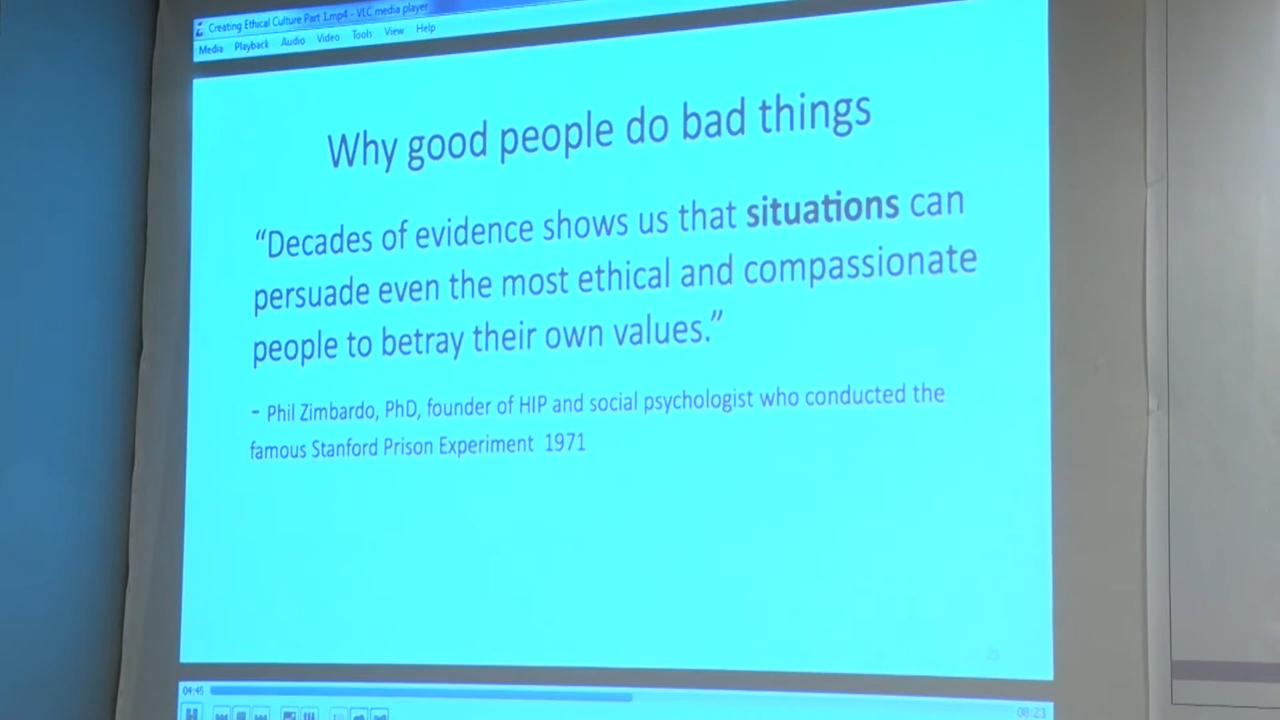 Creating Ethical Culture Part 1.mp4 - VLC media player
Media Playback Audio Video Tools View Help
Why good people do bad things
“Decades of evidence shows us that situations can
persuade even the most ethical and compassionate
people to betray their own values.”
- Phil Zimbardo, PhD, founder of HIP and social psychologist who conducted the
famous Stanford Prison Experiment 1971
04:45
08:23